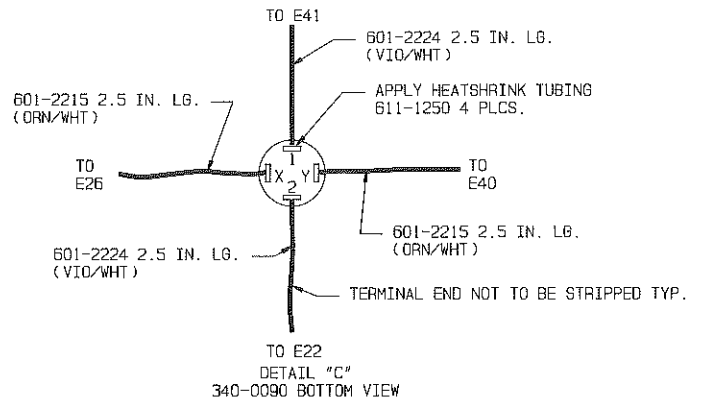 TO E41
601-2224 2.5 IN. LG.
(VIO/WHT)
APPLY HEATSHRINK TUBING
611-1250 4 PLCS.
601-2215 2.5 IN. LG.
(ORN/WHT)
TO
E26
1
X Y
2
TO
E40
601-2215 2.5 IN. LG.
(ORN/WHT)
601-2224 2.5 IN. LG.
(VIO/WHT)
TERMINAL END NOT TO BE STRIPPED TYP.
TO E22
DETAIL "C"
340-0090 BOTTOM VIEW